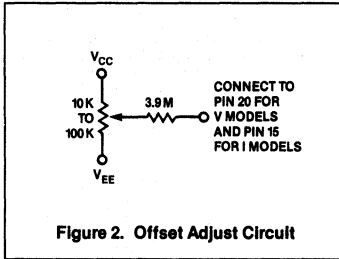 VCC
10K
TO
100K
3.9M
CONNECT TO
PIN 20 FOR
V MODELS
AND PIN 15
FOR I MODELS
VEE
Figure 2. Offset Adjust Circuit